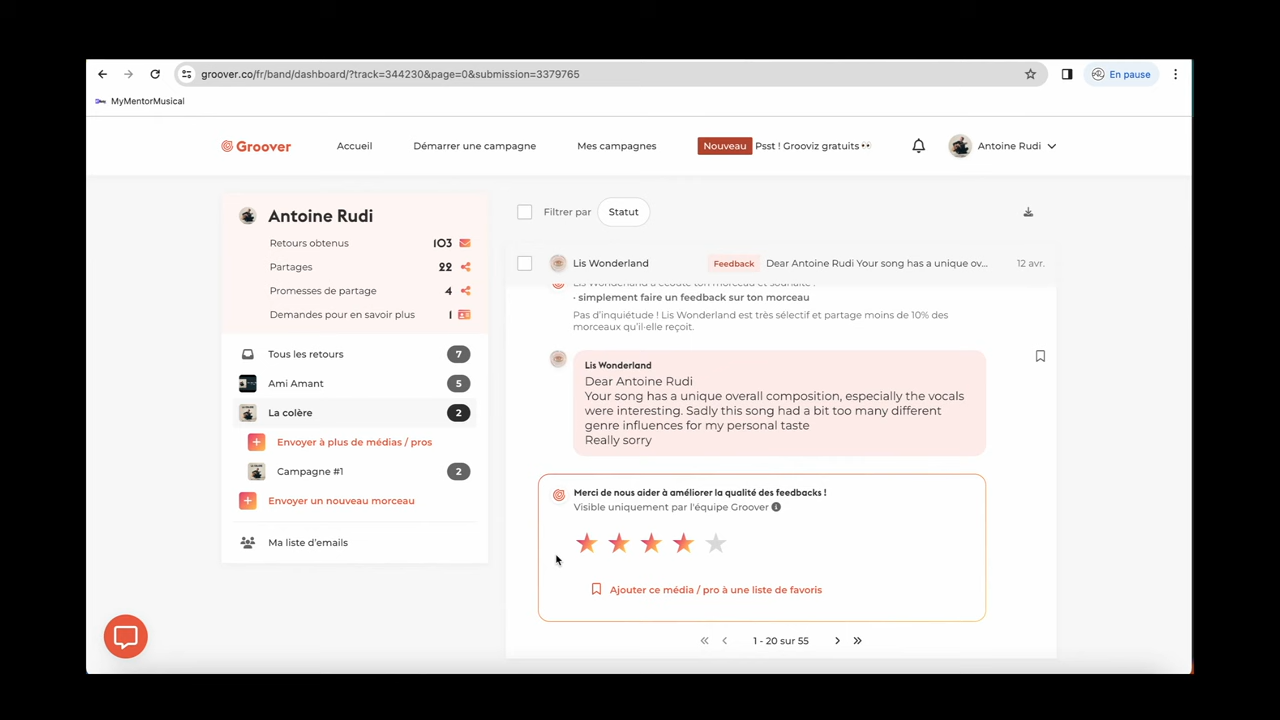 groover.co/fr/band/dashboard/?track=344230&page=0&submission=3379765
En pause
MyMentorMusical
Groover
Accueil
Démarrer une campagne
Mes campagnes
Nouveau
Psst ! Grooviz gratuits
Antoine Rudi
Antoine Rudi
Retours obtenus 103
Partages 22
Promesses de partage 4
Demandes pour en savoir plus 1
Tous les retours 7
Ami Amant 5
La colère 2
Envoyer à plus de médias / pros
Campagne #1 2
Envoyer un nouveau morceau
Ma liste d'emails
Filtrer par Statut
Lis Wonderland Feedback Dear Antoine Rudi Your song has a unique ov... 12 avr.
Lis Wonderland a écouté ton morceau et souhaite :
· simplement faire un feedback sur ton morceau
Pas d'inquiétude ! Lis Wonderland est très sélectif et partage moins de 10% des
morceaux qu'il·elle reçoit.
Lis Wonderland
Dear Antoine Rudi
Your song has a unique overall composition, especially the vocals
were interesting. Sadly this song had a bit too many different
genre influences for my personal taste
Really sorry
Merci de nous aider à améliorer la qualité des feedbacks !
Visible uniquement par l'équipe Groover
Ajouter ce média / pro à une liste de favoris
1 - 20 sur 55